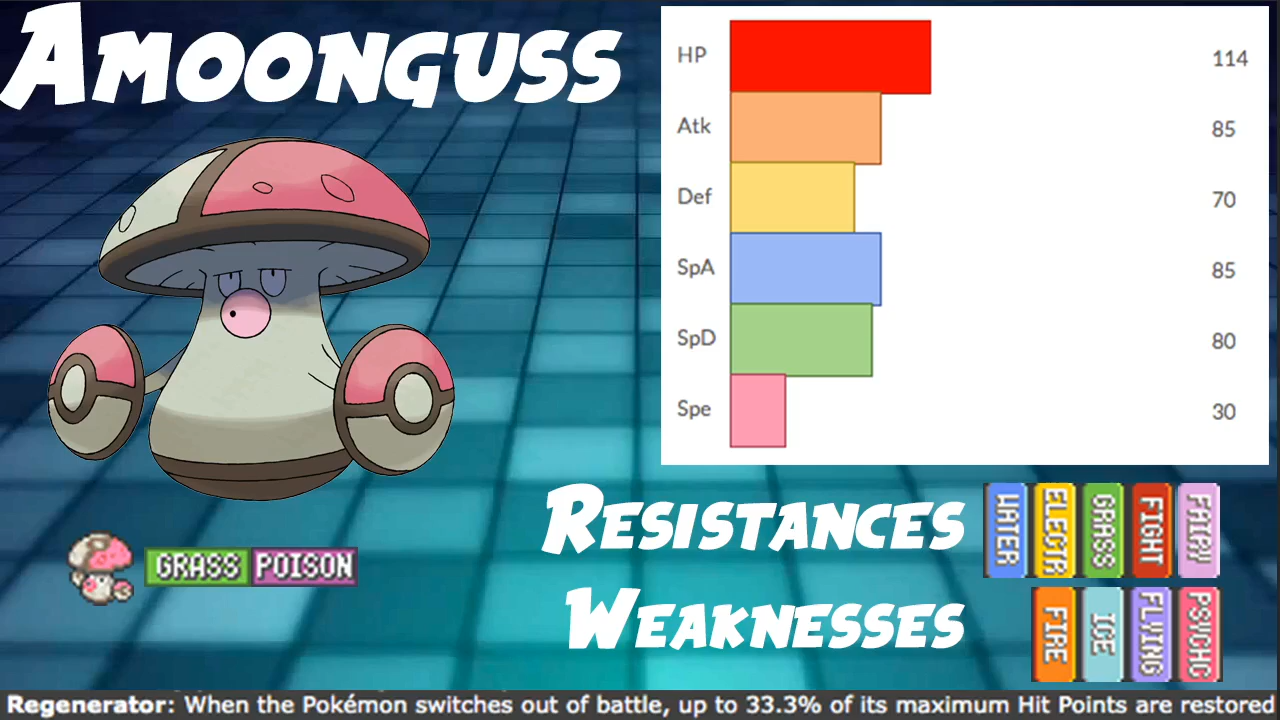 AMOONGUSS
HP 114
Atk 85
Def 70
SpA 85
SpD 80
Spe 30
RESISTANCES WATER ELECTR GRASS FIGHT FAIRY
WEAKNESSES FIRE ICE FLYING PSYCHC
GRASS POISON
Regenerator: When the Pokémon switches out of battle, up to 33.3% of its maximum Hit Points are restored